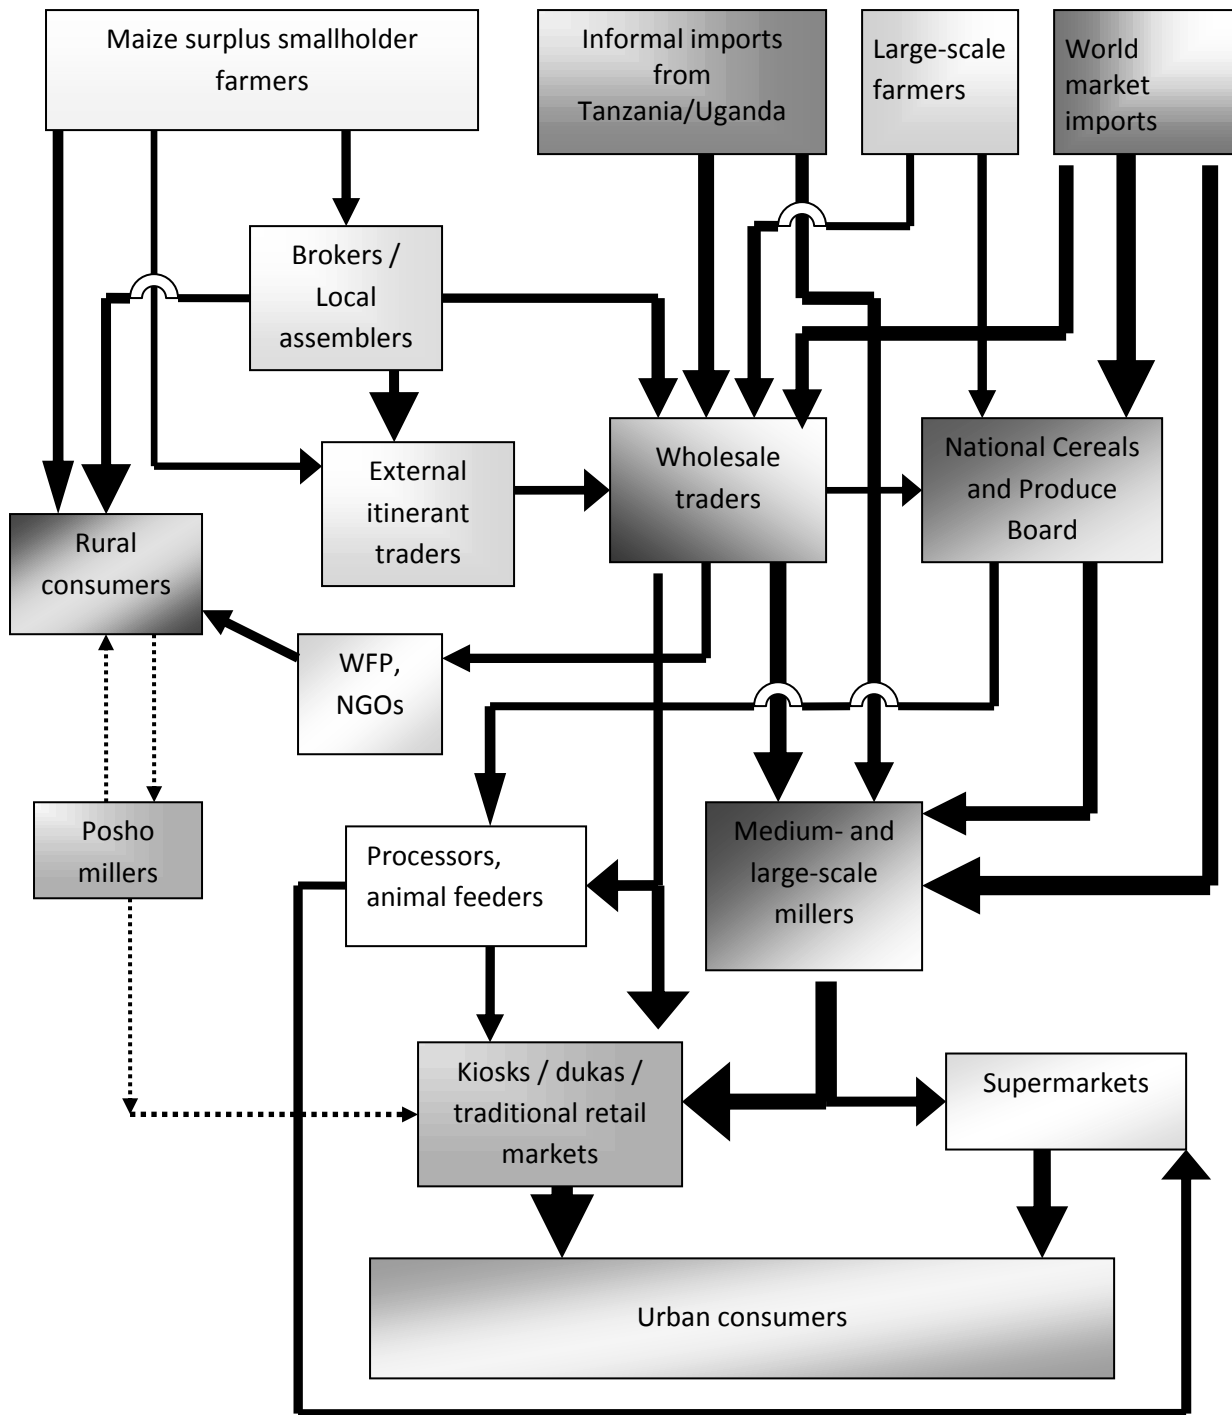 Maize surplus smallholder
farmers
Informal imports
from
Tanzania/Uganda
Large-scale
farmers
World
market
imports
Brokers /
Local
assemblers
External
itinerant
traders
Wholesale
traders
National Cereals
and Produce
Board
Rural
consumers
WFP,
NGOs
Posho
millers
Processors,
animal feeders
Medium- and
large-scale
millers
Kiosks / dukas /
traditional retail
markets
Supermarkets
Urban consumers